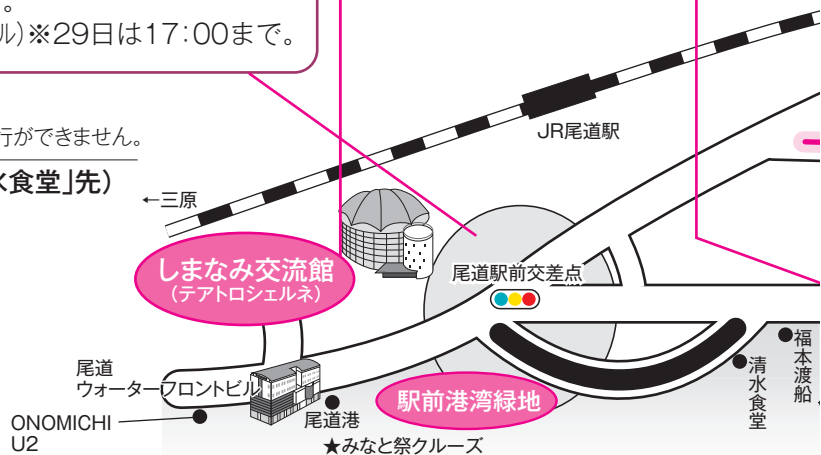 。
ル)※29日は17:00まで。
行ができません。
水食堂」先)
←三原
JR尾道駅
しまなみ交流館
(テアトロシェルネ)
尾道駅前交差点
尾道
ウォーターフロントビル
駅前港湾緑地
尾道港
★みなと祭クルーズ
ONOMICHI
U2
清水食堂
福本渡船